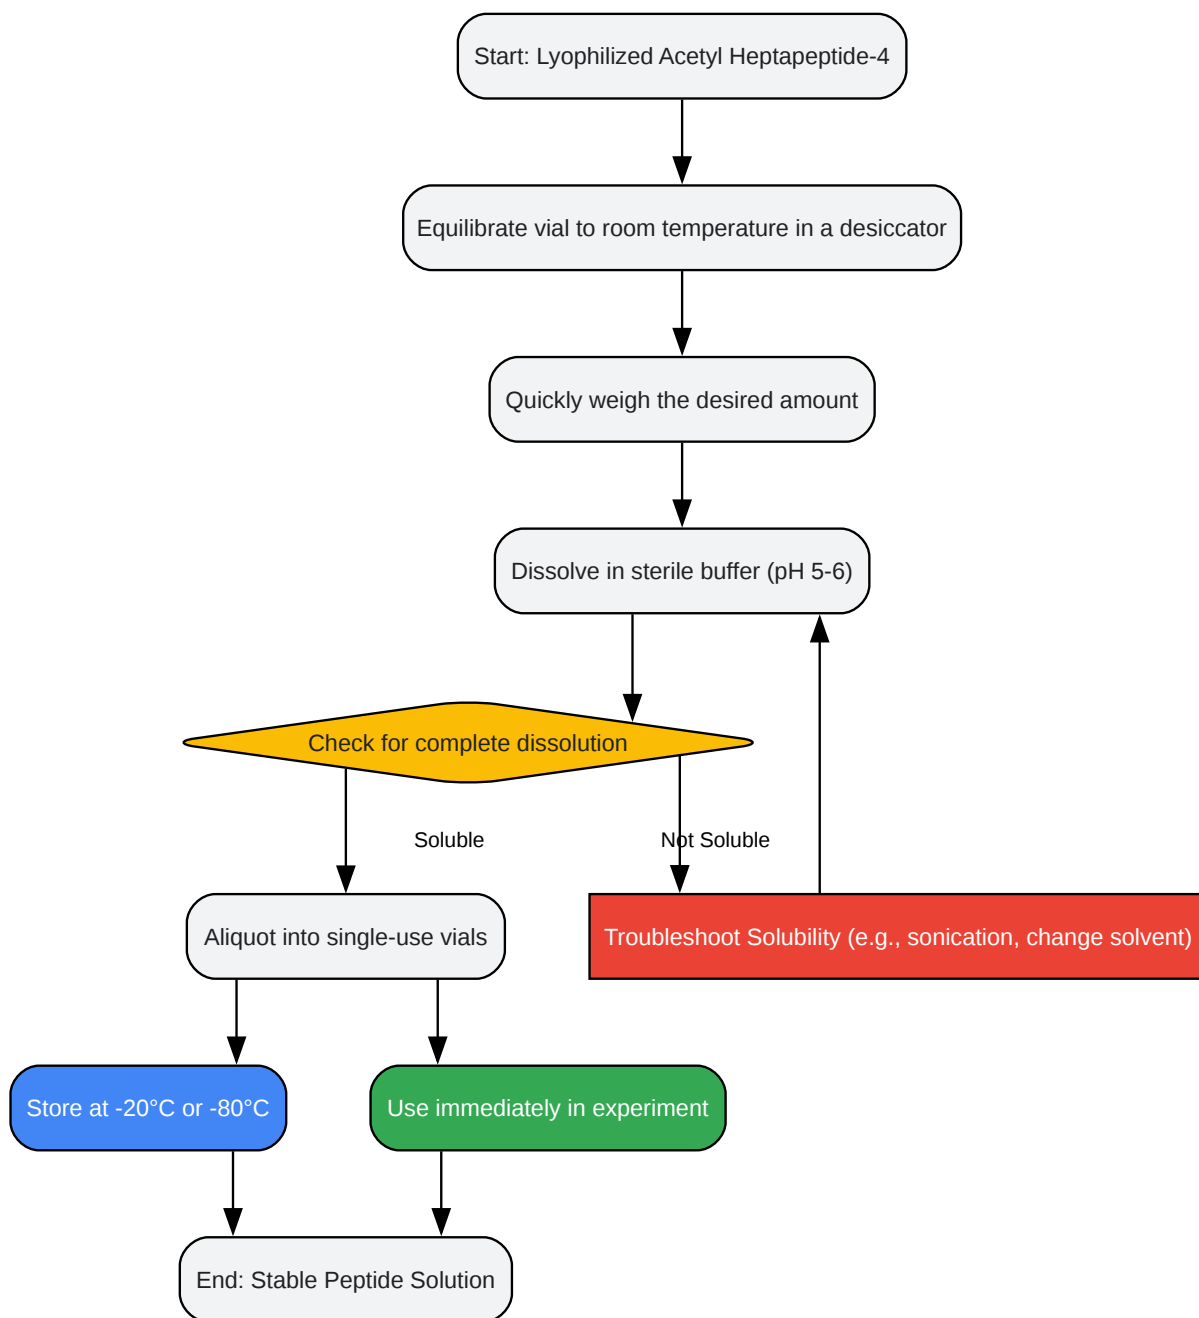 Start: Lyophilized Acetyl Heptapeptide-4
Equilibrate vial to room temperature in a desiccator
Quickly weigh the desired amount
Dissolve in sterile buffer (pH 5-6)
Check for complete dissolution
Soluble
Not Soluble
Aliquot into single-use vials
Troubleshoot Solubility (e.g., sonication, change solvent)
Store at -20°C or -80°C
Use immediately in experiment
End: Stable Peptide Solution